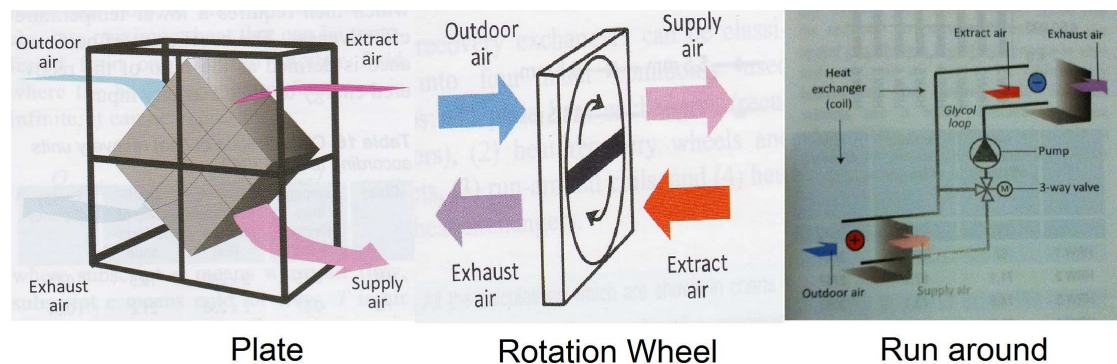 Outdoor
air
Extract
air
Exhaust
air
Supply
air
Plate
Outdoor
air
Supply
air
Exhaust
air
Extract
air
Rotation Wheel
Extract air
Exhaust air
Heat
exchanger
(coil)
Glycol
loop
Pump
M
3-way valve
Outdoor air
Supply air
Run around